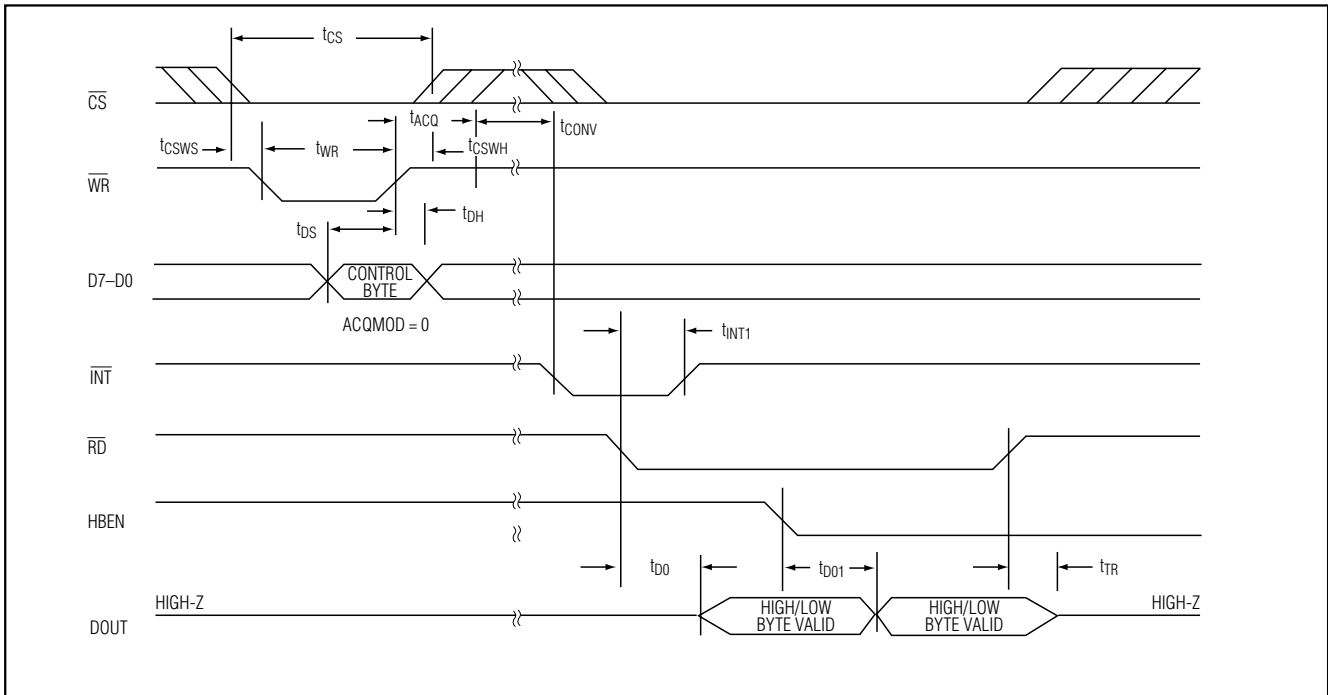 tCS
CS
tACQ
tCONV
tCSWS
tWR
tCSWH
WR
tDH
tDS
D7–D0
CONTROL
BYTE
ACQMOD = 0
tINT1
INT
RD
HBEN
tD0
tD01
tTR
HIGH-Z
HIGH/LOW
BYTE VALID
HIGH/LOW
BYTE VALID
HIGH-Z
DOUT